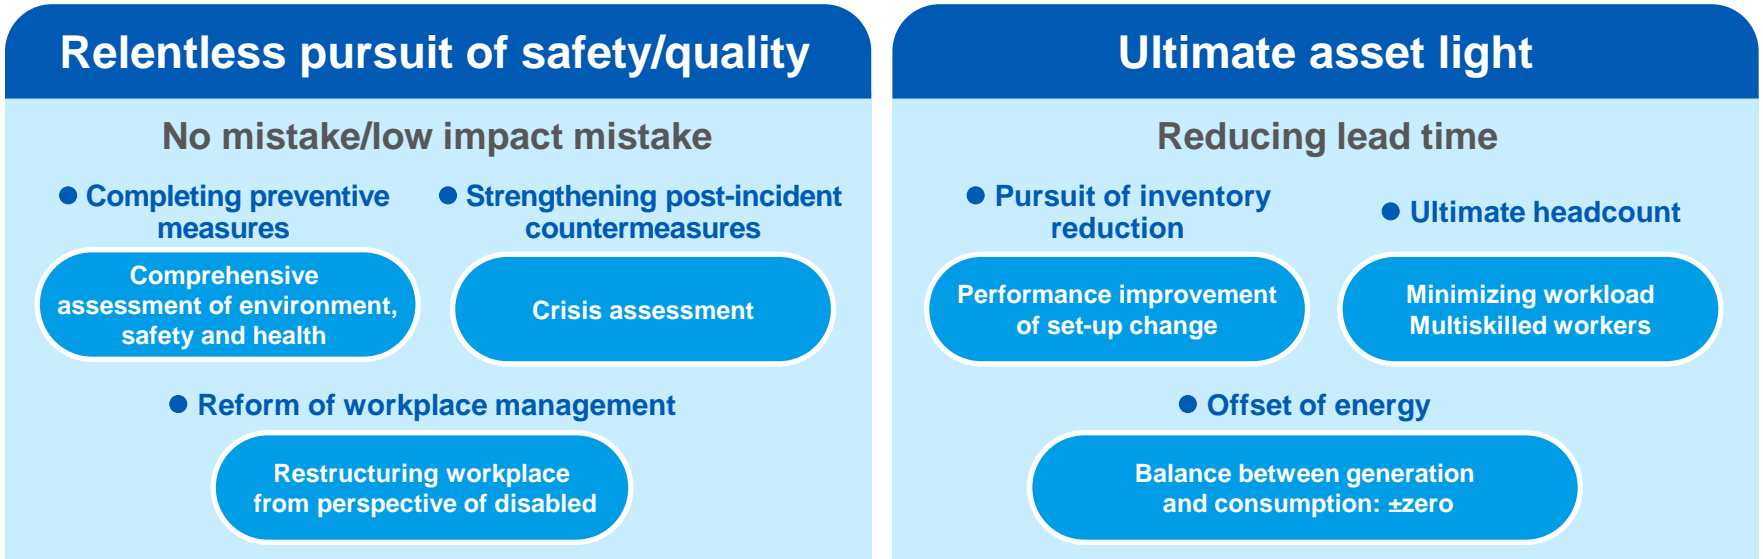 Relentless pursuit of safety/quality
No mistake/low impact mistake
● Completing preventive
measures
Comprehensive
assessment of environment,
safety and health
● Strengthening post-incident
countermeasures
Crisis assessment
● Reform of workplace management
Restructuring workplace
from perspective of disabled
Ultimate asset light
Reducing lead time
● Pursuit of inventory
reduction
Performance improvement
of set-up change
● Ultimate headcount
Minimizing workload
Multiskilled workers
● Offset of energy
Balance between generation
and consumption: ±zero